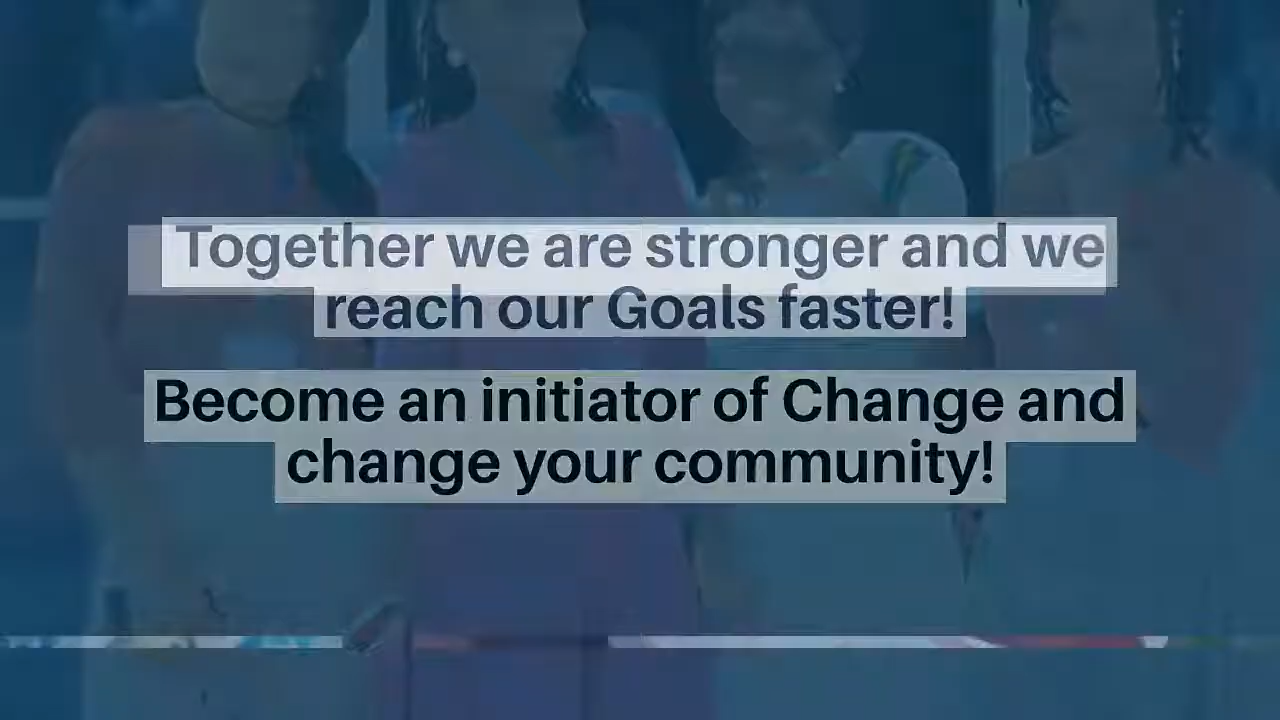 Together we are stronger and we
reach our Goals faster!
Become an initiator of Change and
change your community!